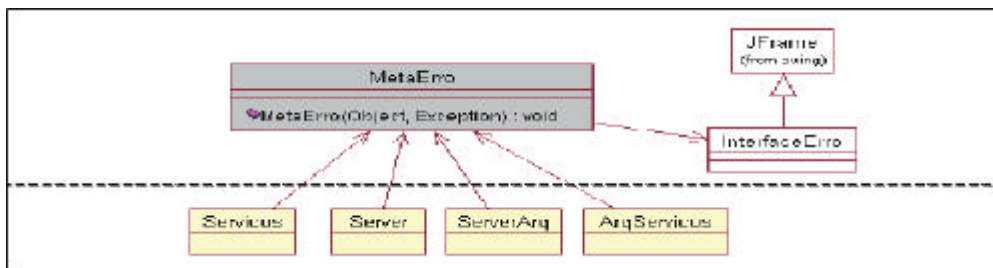 JFrame
(from swing)
MetaErro
MetaErro(Object, Exception) : void
InterfaceErro
Servicos
Server
ServerArq
ArqServicos